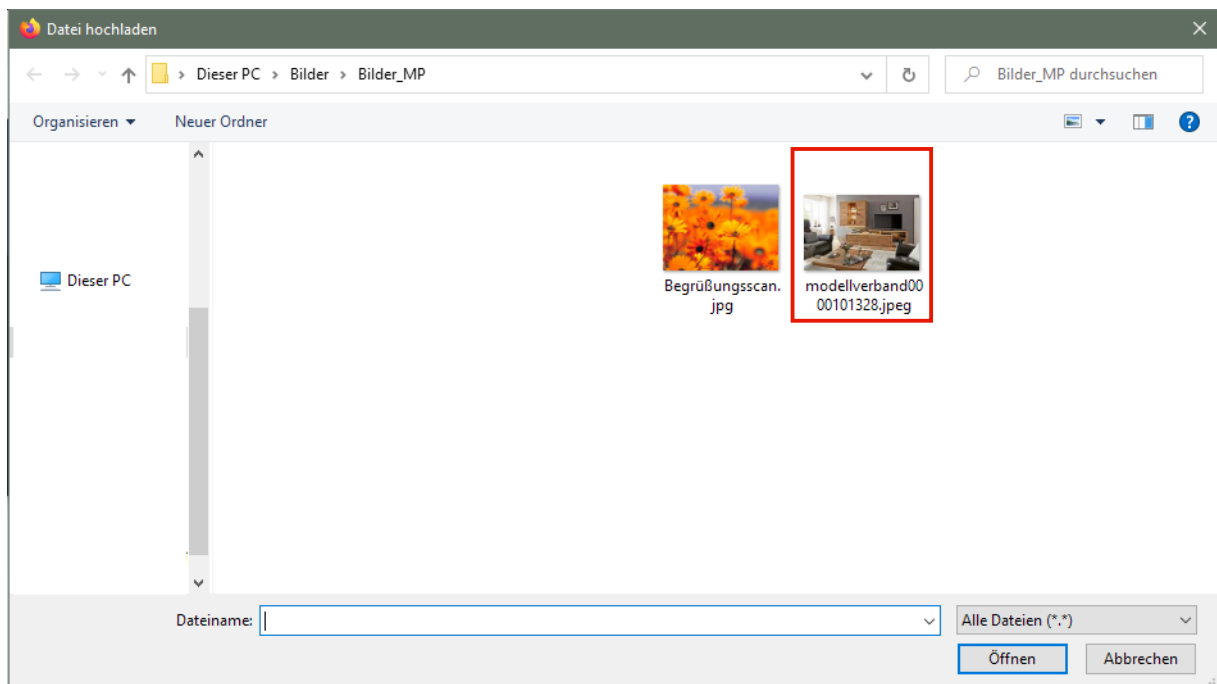 Datei hochladen
Dieser PC > Bilder > Bilder_MP
Bilder_MP durchsuchen
Organisieren
Neuer Ordner
Dieser PC
Begrüßungsscan.
jpg
modellverband00
00101328.jpeg
Dateiname:
Alle Dateien (*.*)
Öffnen
Abbrechen